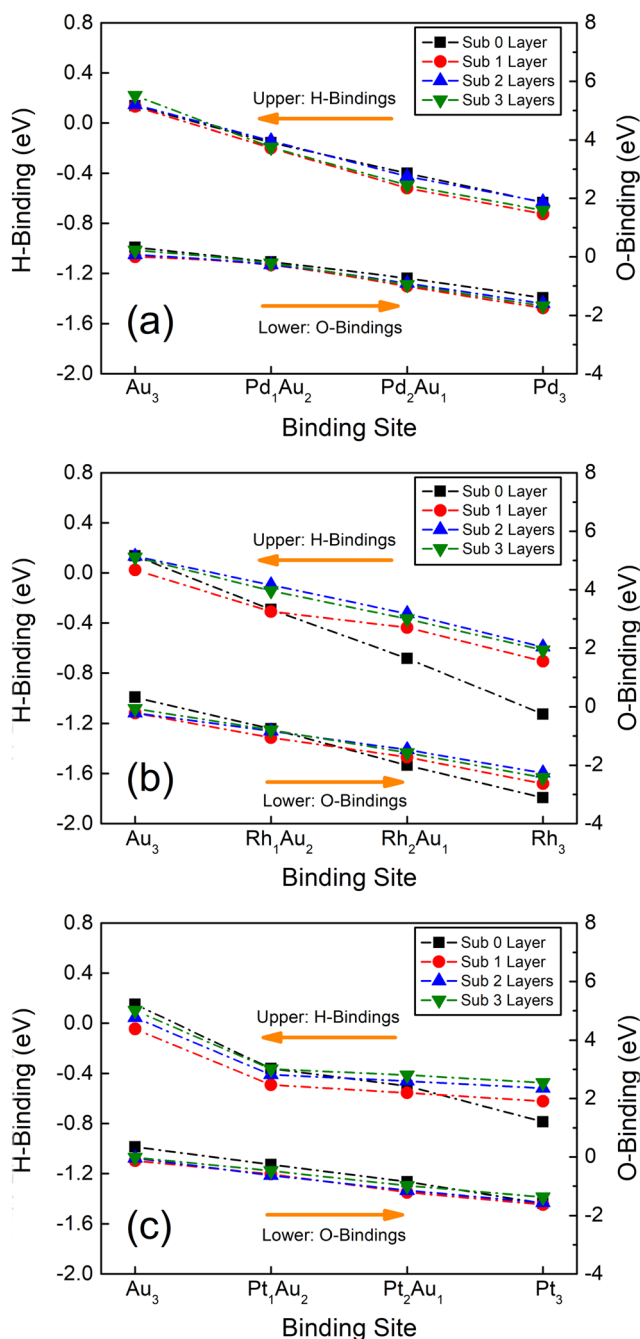 (a)
H-Binding (eV)
O-Binding (eV)
0.8
0.4
0.0
-0.4
-0.8
-1.2
-1.6
-2.0
8
6
4
2
0
-2
-4
Sub 0 Layer
Sub 1 Layer
Sub 2 Layers
Sub 3 Layers
Upper: H-Bindings
Lower: O-Bindings
Au3 Pd1Au2 Pd2Au1 Pd3
Binding Site
(b)
H-Binding (eV)
O-Binding (eV)
0.8
0.4
0.0
-0.4
-0.8
-1.2
-1.6
-2.0
8
6
4
2
0
-2
-4
Sub 0 Layer
Sub 1 Layer
Sub 2 Layers
Sub 3 Layers
Upper: H-Bindings
Lower: O-Bindings
Au3 Rh1Au2 Rh2Au1 Rh3
Binding Site
(c)
H-Binding (eV)
O-Binding (eV)
0.8
0.4
0.0
-0.4
-0.8
-1.2
-1.6
-2.0
8
6
4
2
0
-2
-4
Sub 0 Layer
Sub 1 Layer
Sub 2 Layers
Sub 3 Layers
Upper: H-Bindings
Lower: O-Bindings
Au3 Pt1Au2 Pt2Au1 Pt3
Binding Site